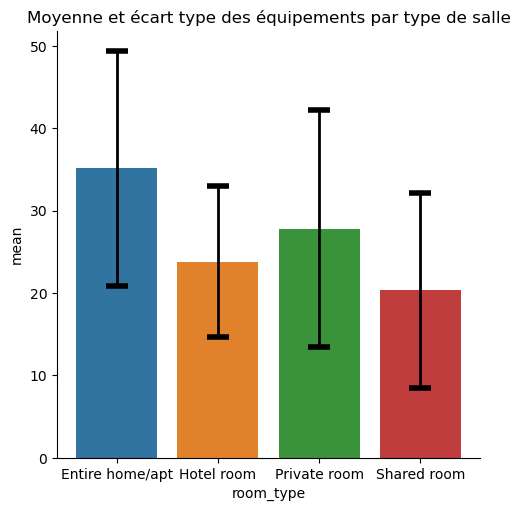 Moyenne et écart type des équipements par type de salle
50
40
30
20
10
0
mean
Entire home/apt Hotel room Private room Shared room
room_type